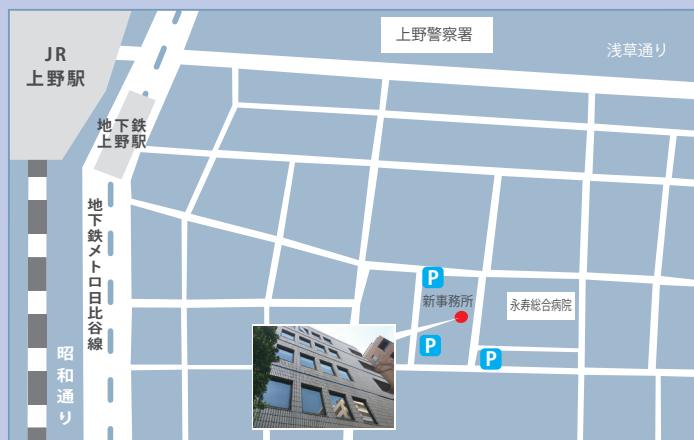 JR
上野駅
上野警察署
浅草通り
地下鉄
上野駅
地下鉄メトロ日比谷線
昭和通り
P
新事務所
永寿総合病院
P
P